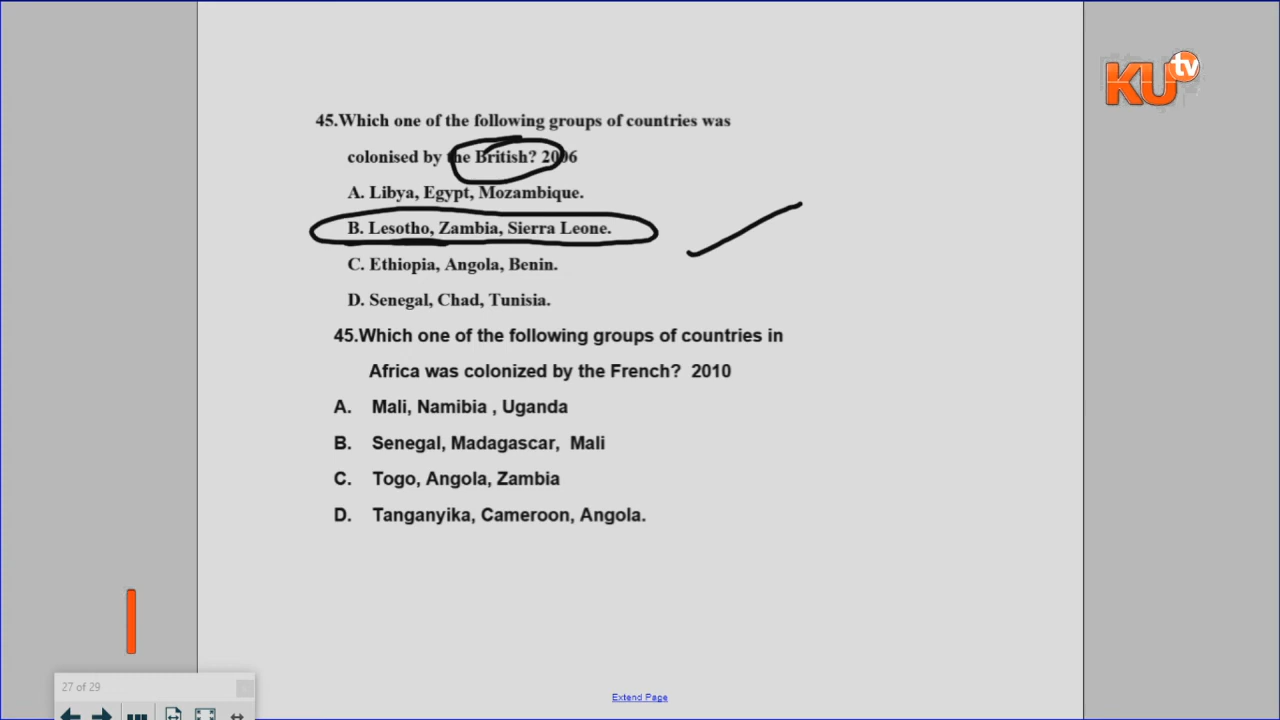 KU tv
45.Which one of the following groups of countries was
colonised by the British? 2006
A. Libya, Egypt, Mozambique.
B. Lesotho, Zambia, Sierra Leone.
C. Ethiopia, Angola, Benin.
D. Senegal, Chad, Tunisia.
45.Which one of the following groups of countries in
Africa was colonized by the French? 2010
A. Mali, Namibia , Uganda
B. Senegal, Madagascar, Mali
C. Togo, Angola, Zambia
D. Tanganyika, Cameroon, Angola.
27 of 29
Extend Page